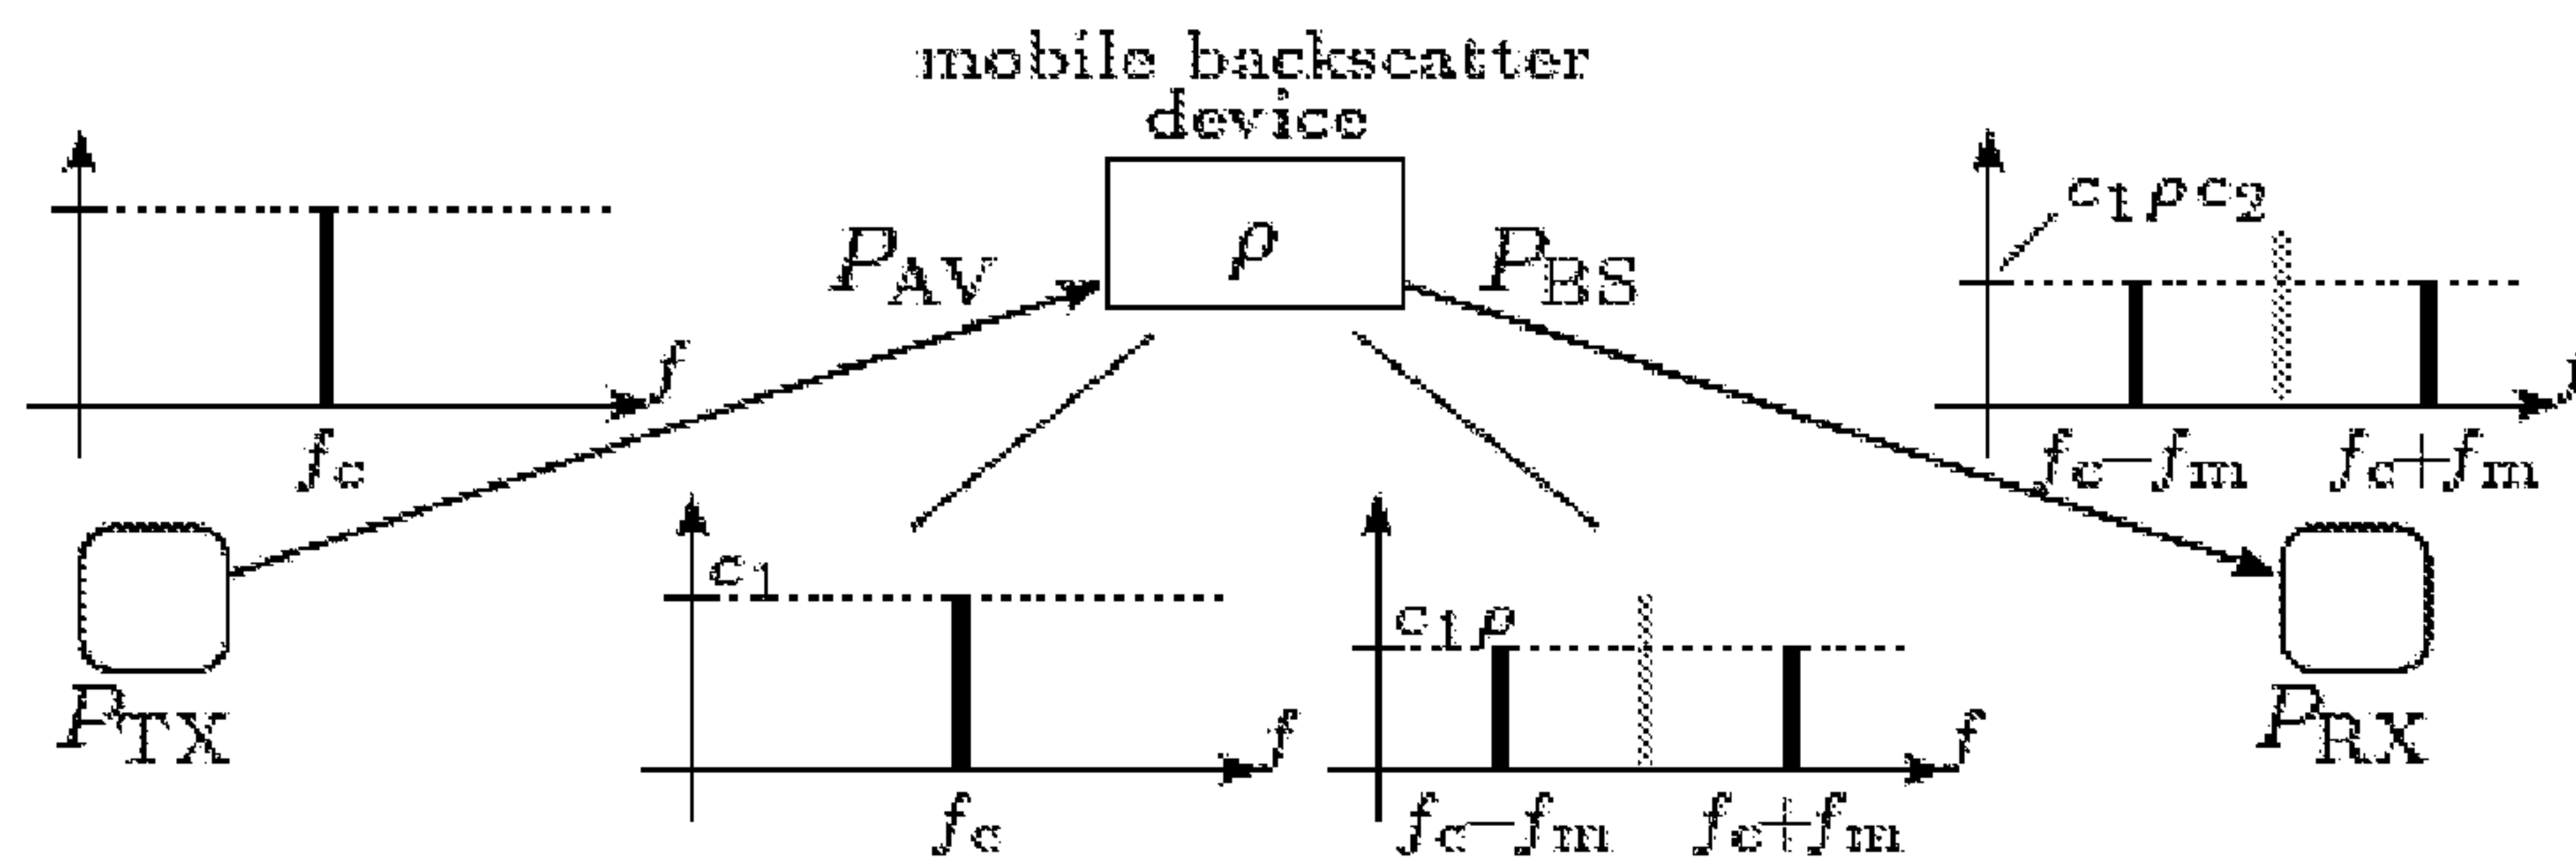 mobile backscatter
device
ρ
P_AV
P_BS
c₁ρc₂
f
f_c
f_c−f_m
f_c+f_m
f
P_TX
c₁
f
f_c
c₁ρ
f
f_c−f_m
f_c+f_m
P_RX